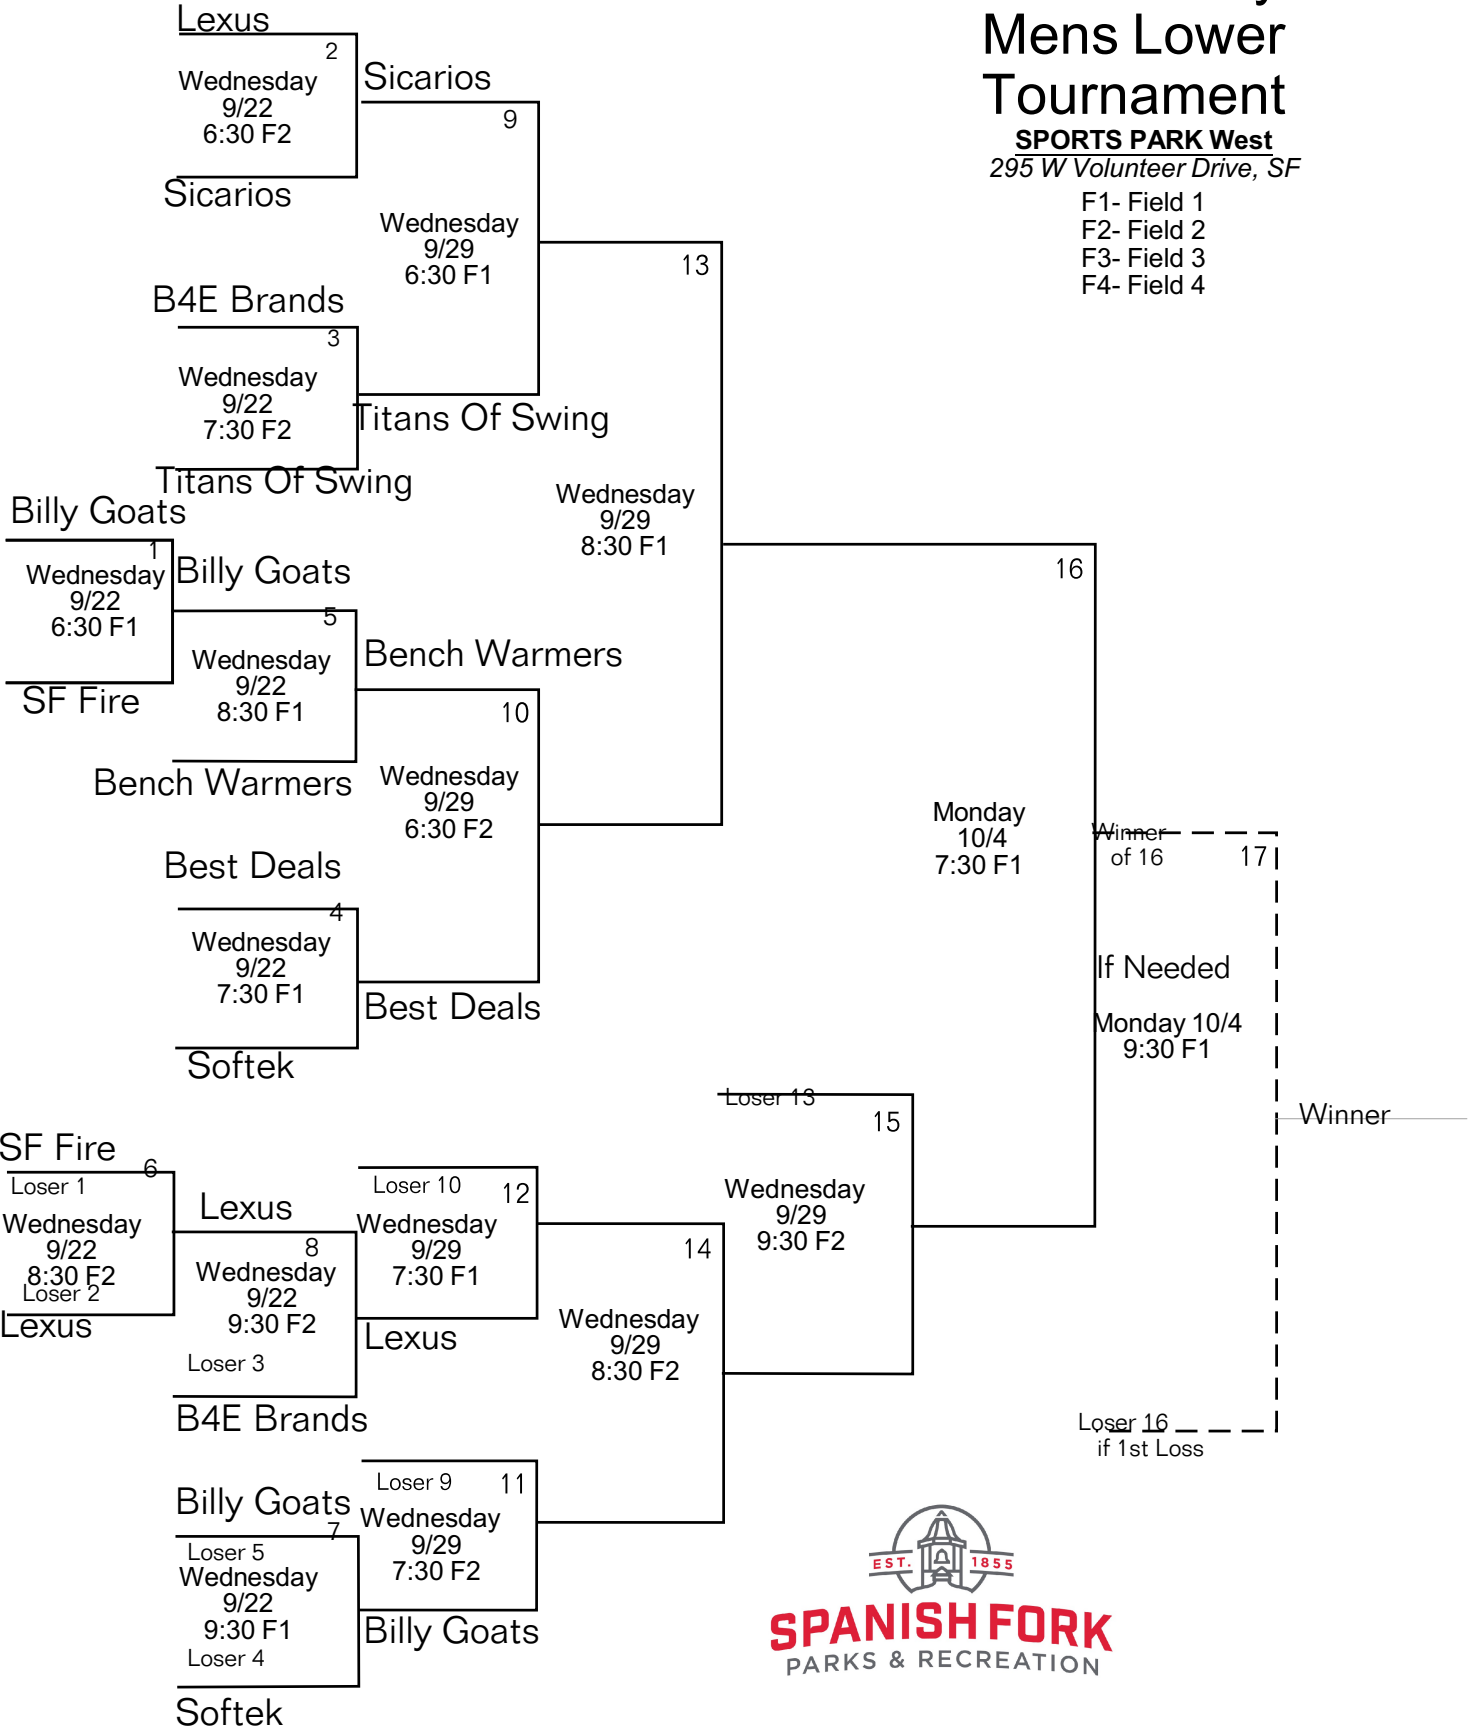 Mens Lower
Tournament
SPORTS PARK West
295 W Volunteer Drive, SF
F1- Field 1
F2- Field 2
F3- Field 3
F4- Field 4
Lexus
2
Wednesday
9/22
6:30 F2
Sicarios
Sicarios
9
Wednesday
9/29
6:30 F1
B4E Brands
3
Wednesday
9/22
7:30 F2
Titans Of Swing
Titans Of Swing
13
Wednesday
9/29
8:30 F1
Billy Goats
1
Wednesday
9/22
6:30 F1
SF Fire
Billy Goats
5
Wednesday
9/22
8:30 F1
Bench Warmers
Bench Warmers
10
Wednesday
9/29
6:30 F2
Best Deals
4
Wednesday
9/22
7:30 F1
Softek
Best Deals
16
Monday
10/4
7:30 F1
Winner
of 16
17
If Needed
Monday 10/4
9:30 F1
Winner
Loser 16
if 1st Loss
SF Fire
6
Loser 1
Wednesday
9/22
8:30 F2
Loser 2
Lexus
Lexus
8
Wednesday
9/22
9:30 F2
Loser 3
B4E Brands
Loser 10
12
Wednesday
9/29
7:30 F1
Lexus
Loser 13
15
Wednesday
9/29
9:30 F2
14
Wednesday
9/29
8:30 F2
Billy Goats
7
Loser 5
Wednesday
9/22
9:30 F1
Loser 4
Softek
Loser 9
11
Wednesday
9/29
7:30 F2
Billy Goats
EST. 1855
SPANISH FORK
PARKS & RECREATION